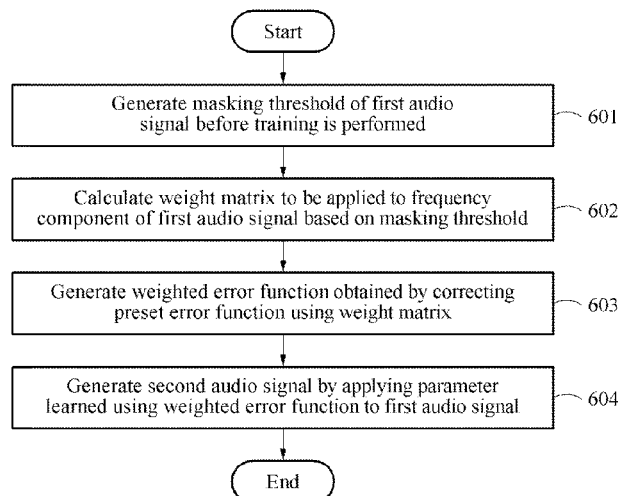 Start
Generate masking threshold of first audio
signal before training is performed
601
Calculate weight matrix to be applied to frequency
component of first audio signal based on masking threshold
602
Generate weighted error function obtained by correcting
preset error function using weight matrix
603
Generate second audio signal by applying parameter
learned using weighted error function to first audio signal
604
End